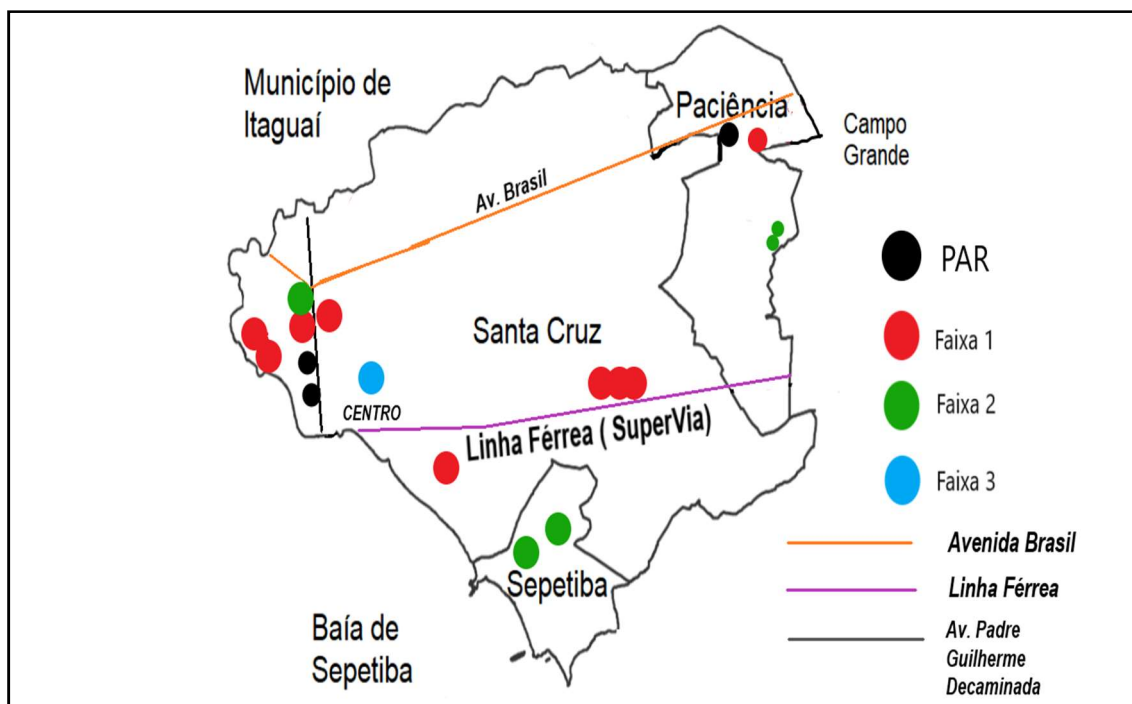 Município de
Itaguaí
Paciência
Campo
Grande
Av. Brasil
PAR
Santa Cruz
Faixa 1
CENTRO
Faixa 2
Linha Férrea ( SuperVia)
Faixa 3
Sepetiba
Baía de
Sepetiba
Avenida Brasil
Linha Férrea
Av. Padre
Guilherme
Decaminada